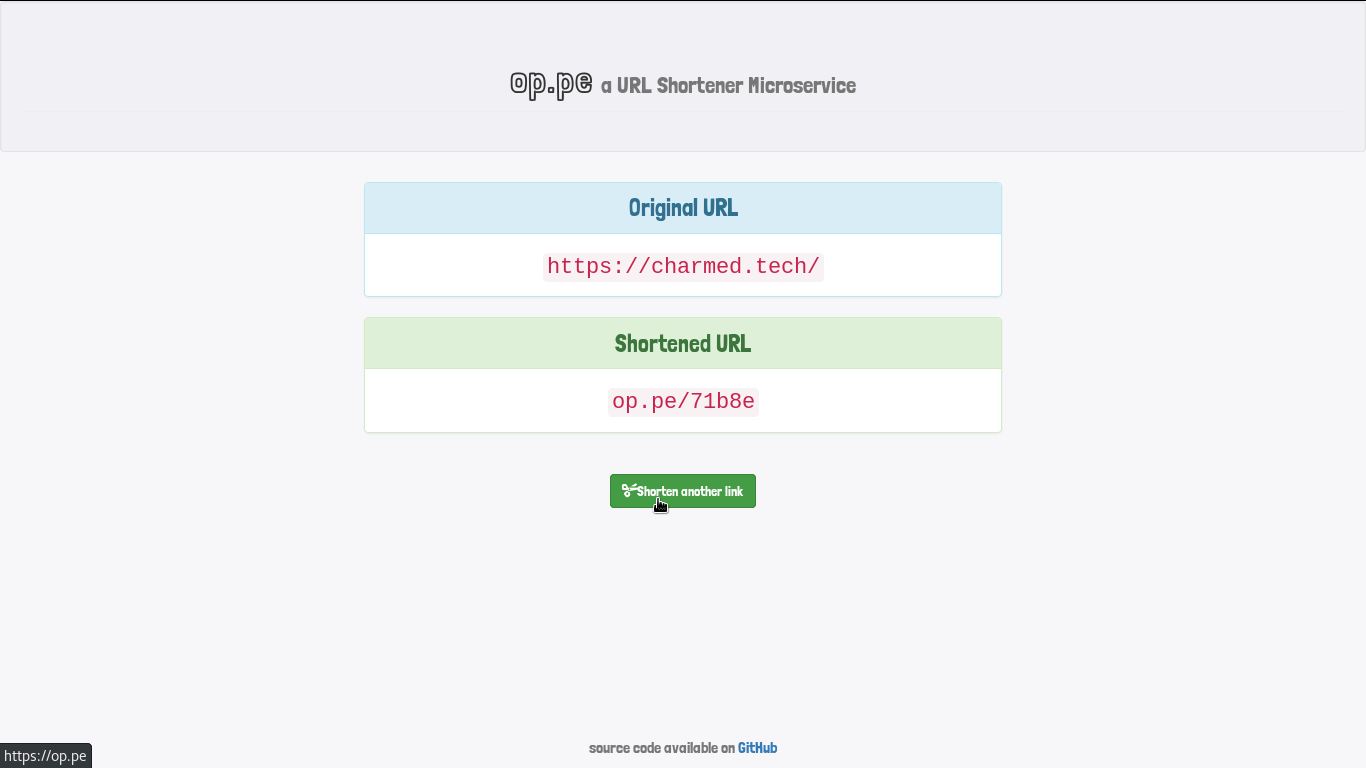 op.pe a URL Shortener Microservice
Original URL
https://charmed.tech/
Shortened URL
op.pe/71b8e
Shorten another link
source code available on GitHub
https://op.pe